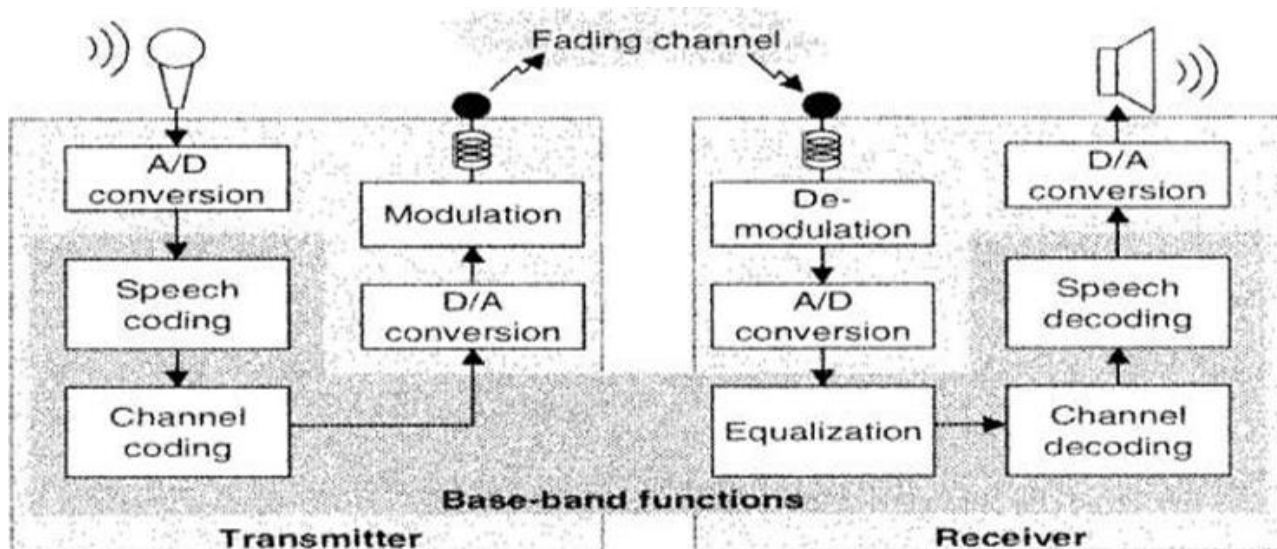 Fading channel
A/D
conversion
Speech
coding
Channel
coding
Modulation
D/A
conversion
De-
modulation
A/D
conversion
Equalization
D/A
conversion
Speech
decoding
Channel
decoding
Base-band functions
Transmitter
Receiver